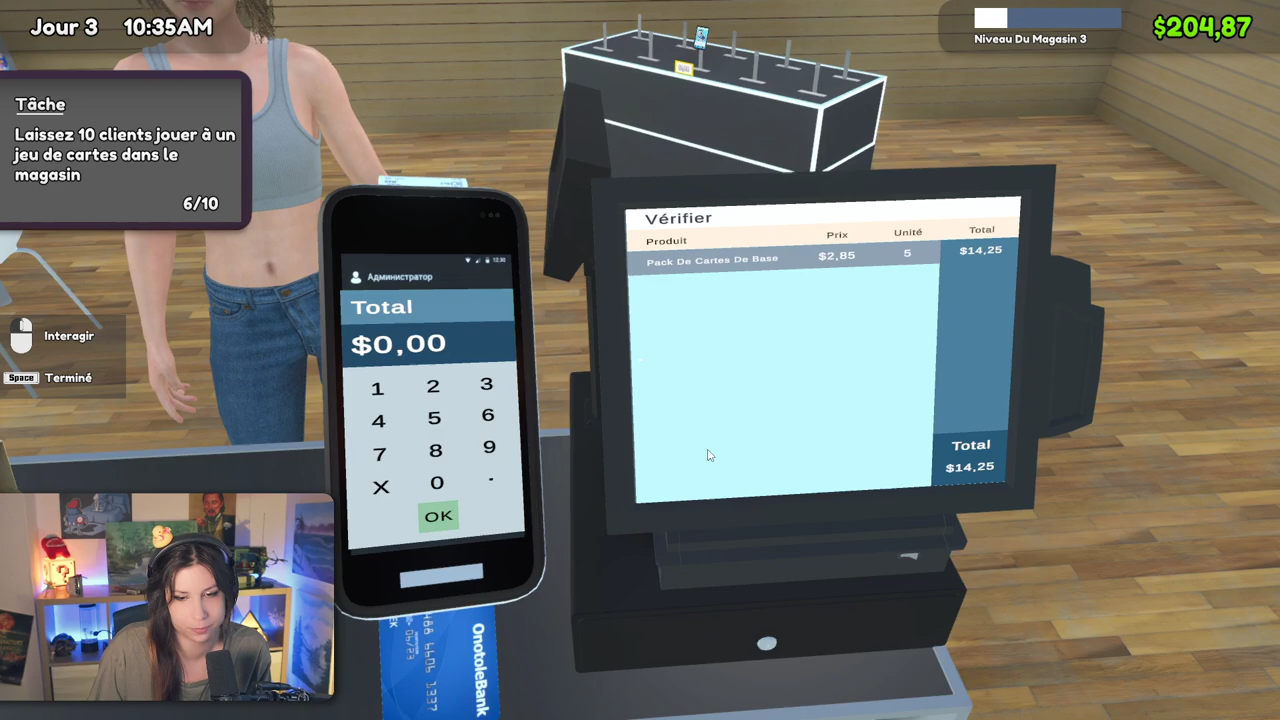 Jour 3 10:35AM
Niveau Du Magasin 3
$204,87
Tâche
Laissez 10 clients jouer à un
jeu de cartes dans le
magasin
6/10
Interagir
Space Terminé
12:30
Администратор
Total
$0,00
1 2 3
4 5 6
7 8 9
X 0 .
OK
Vérifier
Produit Prix Unité Total
Pack De Cartes De Base $2,85 5 $14,25
Total
$14,25
OnotoleBank